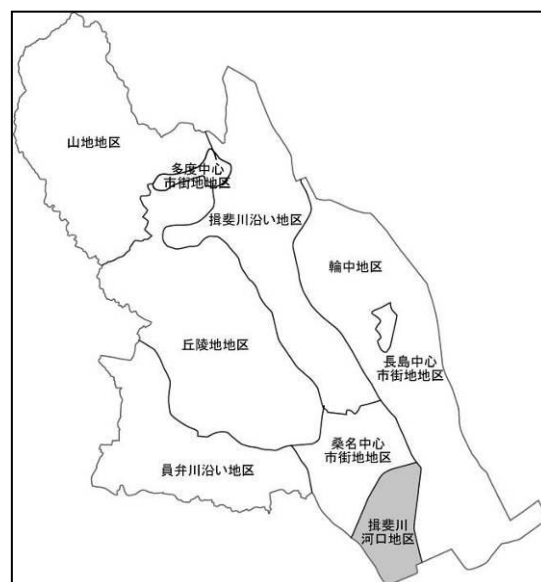 山地地区
多度中心
市街地地区
揖斐川沿い地区
輪中地区
丘陵地地区
長島中心
市街地地区
桑名中心
市街地地区
員弁川沿い地区
揖斐川
河口地区